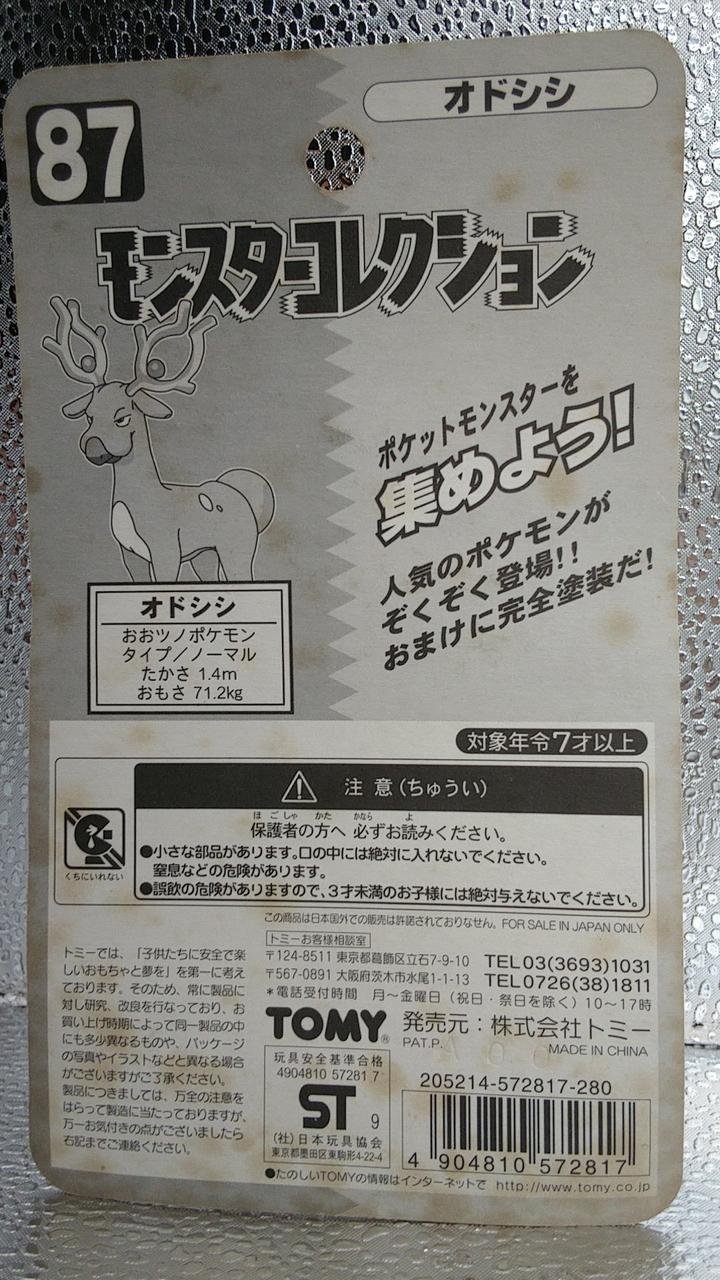 87
オドシシ
モンスターコレクション
ポケットモンスターを
集めよう!
人気のポケモンが
ぞくぞく登場!!
おまけに完全塗装だ!
オドシシ
おおツノポケモン
タイプ/ノーマル
たかさ 1.4m
おもさ 71.2kg
対象年令7才以上
注 意(ちゅうい)
ほ ご しゃ かた かなら よ
保護者の方へ 必ずお読みください。
●小さな部品があります。口の中には絶対に入れないでください。
窒息などの危険があります。
●誤飲の危険がありますので、3才未満のお子様には絶対与えないでください。
くちにいれない
この商品は日本国外での販売は許諾されておりません。FOR SALE IN JAPAN ONLY
トミーでは、「子供たちに安全で楽
しいおもちゃと夢を」を第一に考え
ております。そのため、常に製品に
対し研究、改良を行なっており、お
買い上げ時期によって同一製品の中
にも多少異なるものや、パッケージ
の写真やイラストなどと異なる場合
がございますがご了承ください。
製品につきましては、万全の注意を
はらって製造に当たっておりますが、
万一お気付きの点がございましたら
右記までご連絡ください。
トミーお客様相談室
〒124-8511 東京都葛飾区立石7-9-10 TEL03(3693)1031
〒567-0891 大阪府茨木市水尾1-1-13 TEL0726(38)1811
*電話受付時間 月~金曜日(祝日・祭日を除く)10~17時
TOMY®
発売元:株式会社トミー
PAT.P. MADE IN CHINA
玩具安全基準合格
4904810 57281 7
ST 9
(社)日本玩具協会
東京都墨田区東駒形4-22-4
205214-572817-280
4 904810 572817
●たのしいTOMYの情報はインターネットで http://www.tomy.co.jp